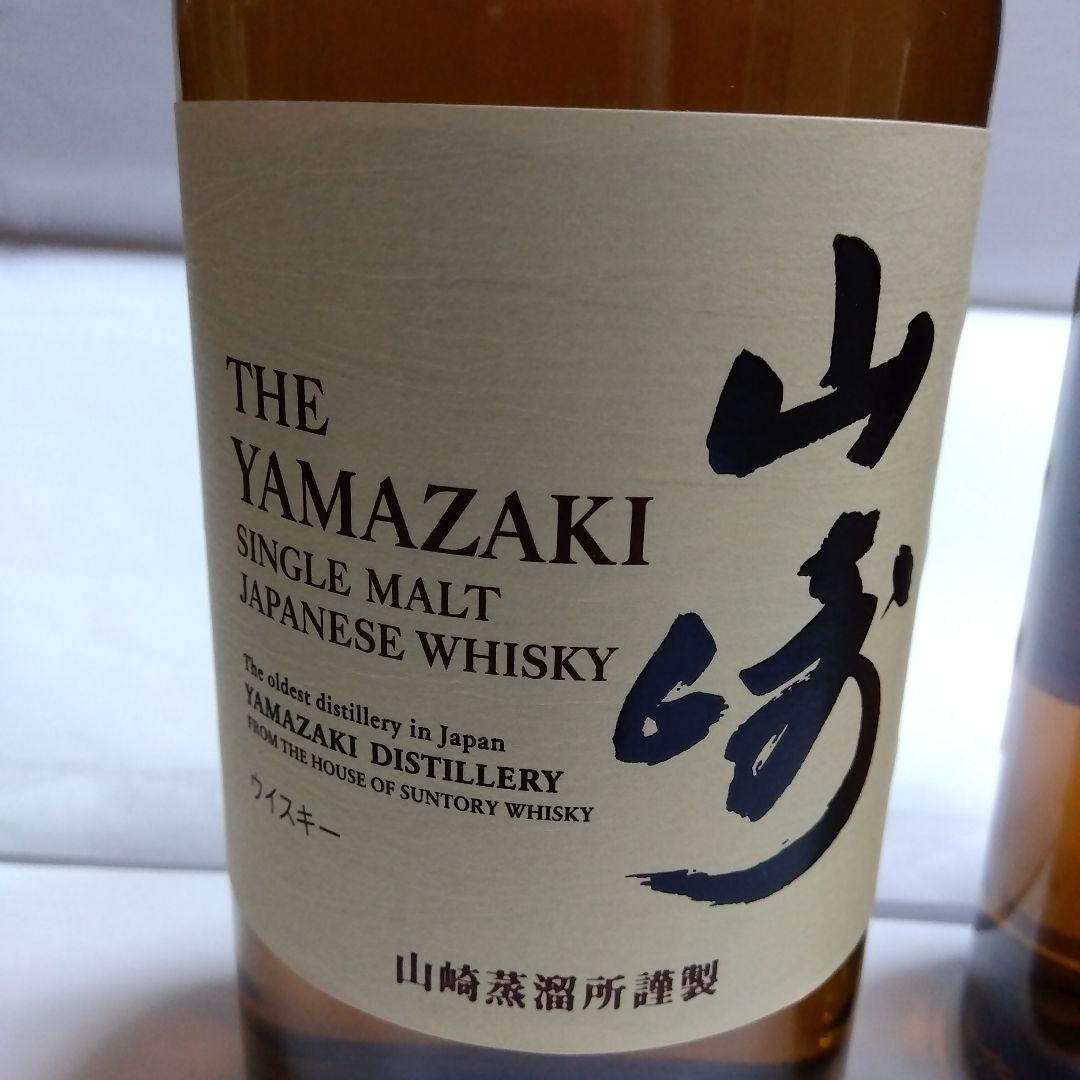 THE
YAMAZAKI
SINGLE MALT
JAPANESE WHISKY
The oldest distillery in Japan
YAMAZAKI DISTILLERY
FROM THE HOUSE OF SUNTORY WHISKY
ウイスキー
山崎
山崎蒸溜所謹製